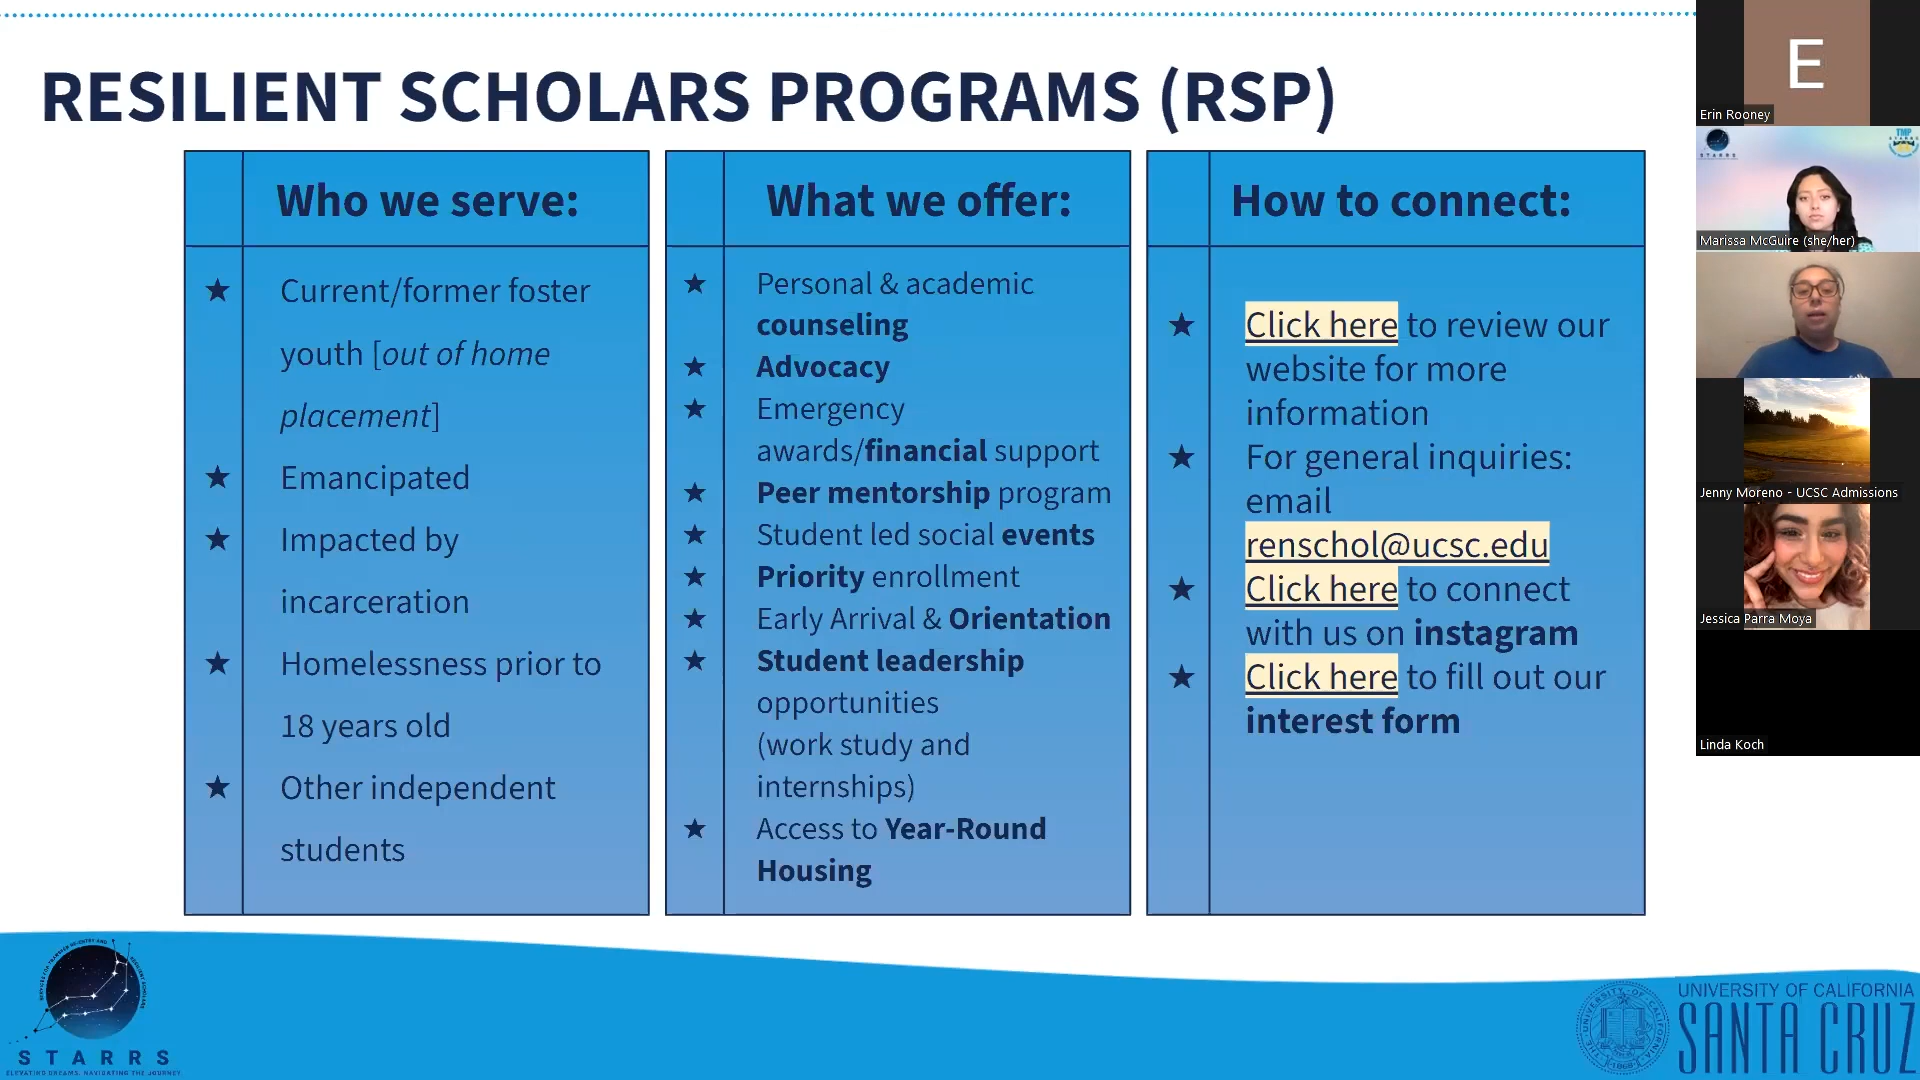 RESILIENT SCHOLARS PROGRAMS (RSP)
Who we serve:
★ Current/former foster
youth [out of home
placement]
★ Emancipated
★ Impacted by
incarceration
★ Homelessness prior to
18 years old
★ Other independent
students
What we offer:
★ Personal & academic
counseling
★ Advocacy
★ Emergency
awards/financial support
★ Peer mentorship program
★ Student led social events
★ Priority enrollment
★ Early Arrival & Orientation
★ Student leadership
opportunities
(work study and
internships)
★ Access to Year-Round
Housing
How to connect:
★ Click here to review our
website for more
information
★ For general inquiries:
email
renschol@ucsc.edu
★ Click here to connect
with us on instagram
★ Click here to fill out our
interest form
E
Erin Rooney
STARRS
TMP
Marissa McGuire (she/her)
Jenny Moreno - UCSC Admissions
Jessica Parra Moya
Linda Koch
STARRS
ELEVATING DREAMS, NAVIGATING THE JOURNEY
UNIVERSITY OF CALIFORNIA
SANTA CRUZ